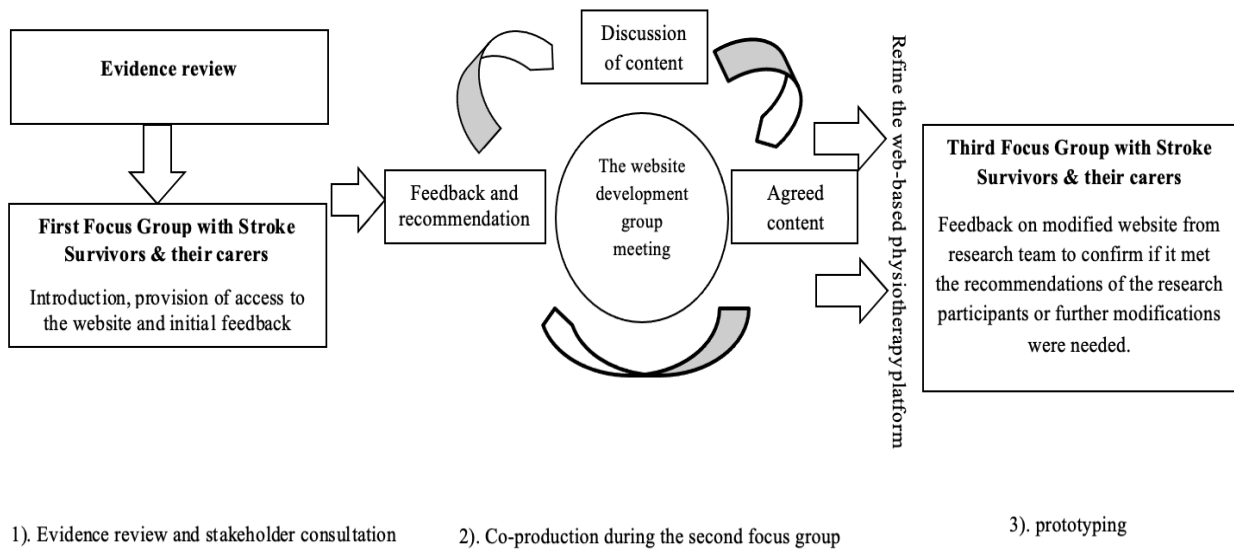 Evidence review
First Focus Group with Stroke
Survivors & their carers
Introduction, provision of access to
the website and initial feedback
Feedback and
recommendation
Discussion
of content
The website
development
group
meeting
Agreed
content
Refine the web-based physiotherapy platform
Third Focus Group with Stroke
Survivors & their carers
Feedback on modified website from
research team to confirm if it met
the recommendations of the research
participants or further modifications
were needed.
1). Evidence review and stakeholder consultation
2). Co-production during the second focus group
3). prototyping